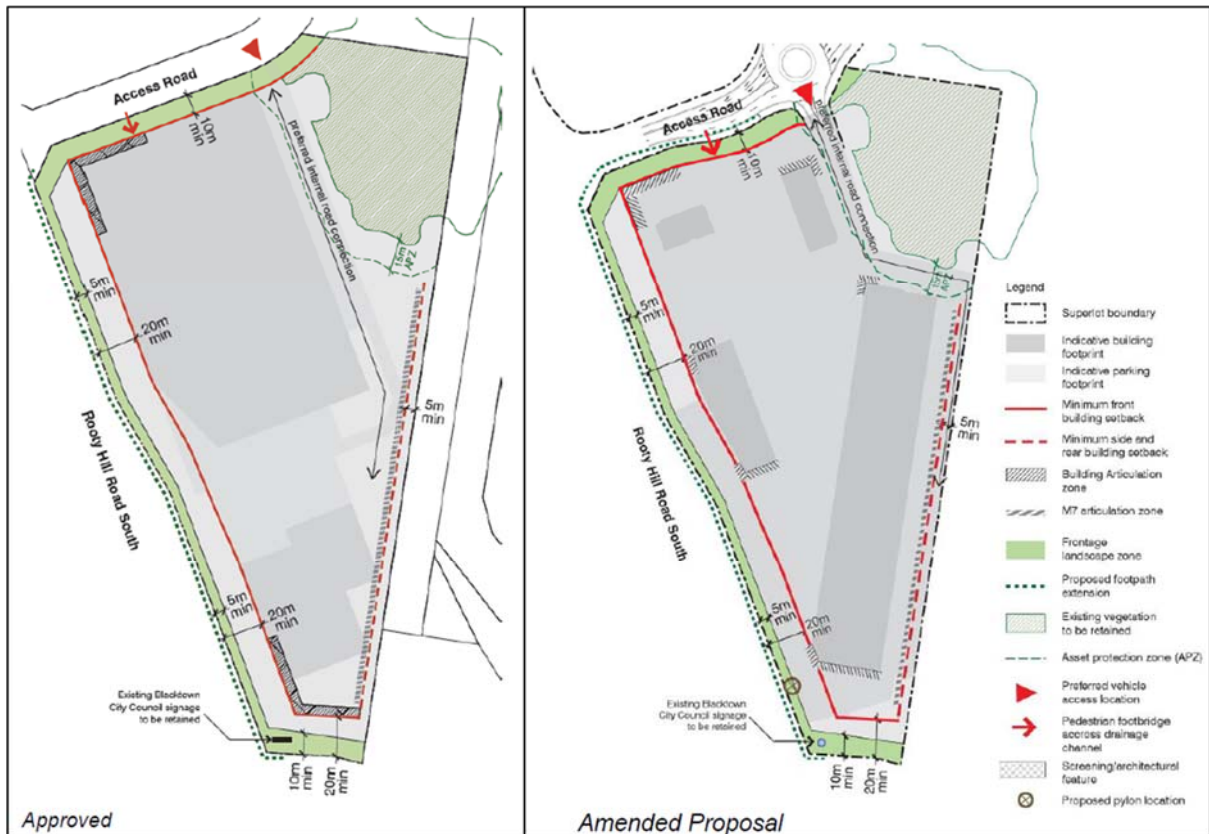 Access Road
10m
min
preferred internal road connection
15m
APZ
5m
min
20m
min
5m
min
Rooty Hill Road South
5m
min
20m
min
Existing Blacktown
City Council signage
to be retained
10m
min
20m
min
Approved
Access Road
10m
min
preferred internal road connection
APZ
5m
min
20m
min
5m
min
Rooty Hill Road South
5m
min
20m
min
Existing Blacktown
City Council signage
to be retained
10m
min
20m
min
Amended Proposal
Legend
Superlot boundary
Indicative building
footprint
Indicative parking
footprint
Minimum front
building setback
Minimum side and
rear building setback
Building Articulation
zone
M7 articulation zone
Frontage
landscape zone
Proposed footpath
extension
Existing vegetation
to be retained
Asset protection zone (APZ)
Preferred vehicle
access location
Pedestrian footbridge
accross drainage
channel
Screening/architectural
feature
Proposed pylon location